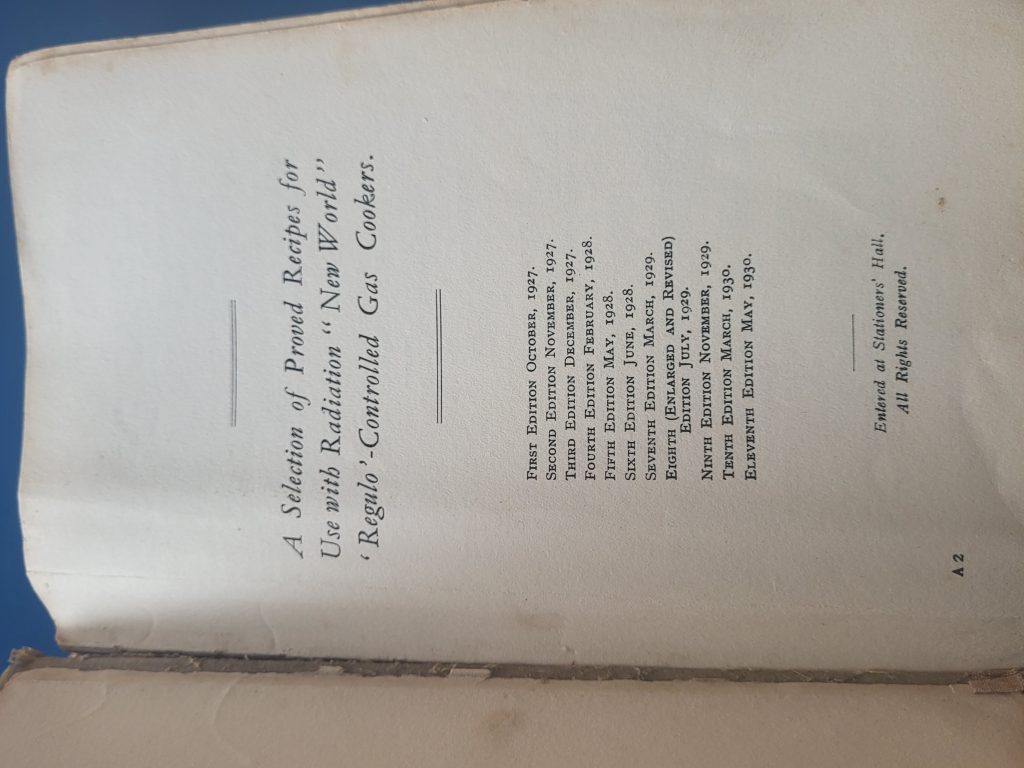 A Selection of Proved Recipes for
Use with Radiation "New World"
'Regulo'-Controlled Gas Cookers.
First Edition October, 1927.
Second Edition November, 1927.
Third Edition December, 1927.
Fourth Edition February, 1928.
Fifth Edition May, 1928.
Sixth Edition June, 1928.
Seventh Edition March, 1929.
Eighth (Enlarged and Revised)
Edition July, 1929.
Ninth Edition November, 1929.
Tenth Edition March, 1930.
Eleventh Edition May, 1930.
Entered at Stationers' Hall,
All Rights Reserved.
A 2